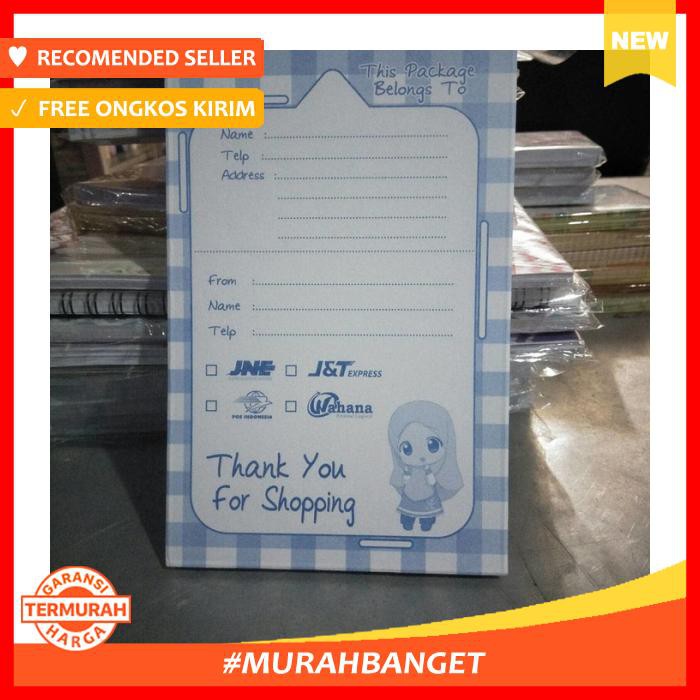 RECOMENDED SELLER
✓ FREE ONGKOS KIRIM
NEW
This Package
Belongs To
Name :
Telp :
Address :
From :
Name :
Telp :
JNE J&T EXPRESS
POS INDONESIA Wahana
Thank You
For Shopping
GARANSI
TERMURAH
HARGA
#MURAHBANGET